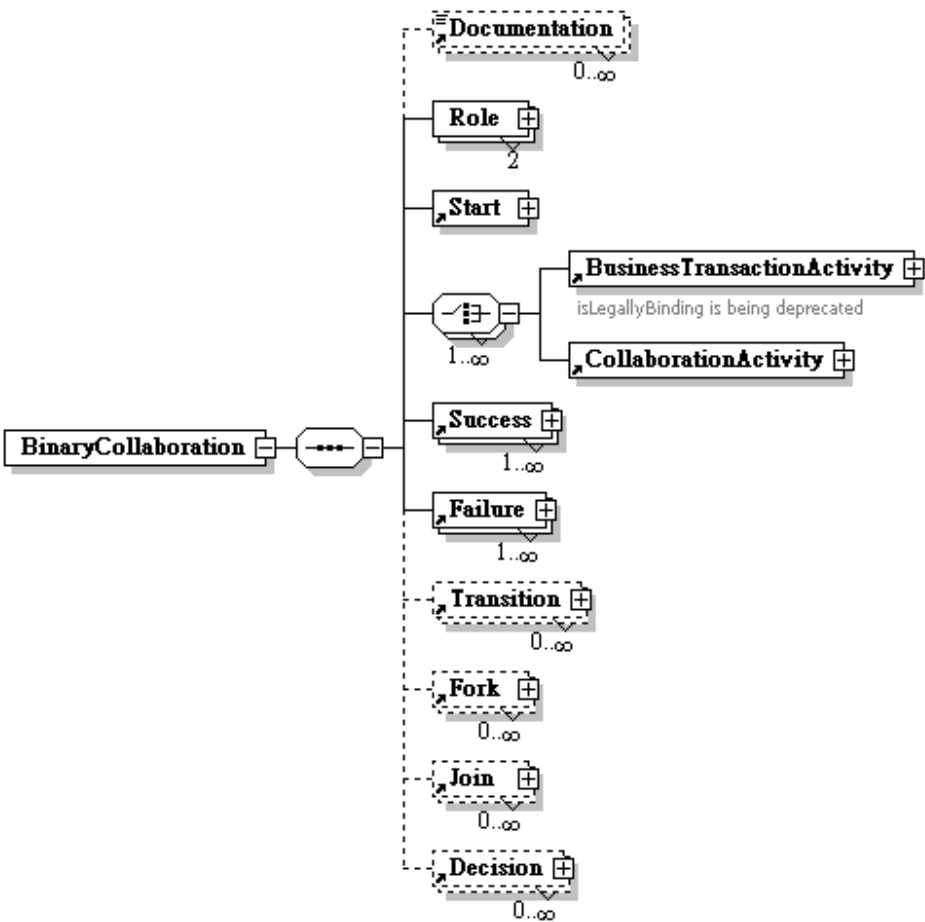 Documentation
0..∞
Role
2
Start
BusinessTransactionActivity
isLegallyBinding is being deprecated
1..∞
CollaborationActivity
Success
1..∞
BinaryCollaboration
Failure
1..∞
Transition
0..∞
Fork
0..∞
Join
0..∞
Decision
0..∞